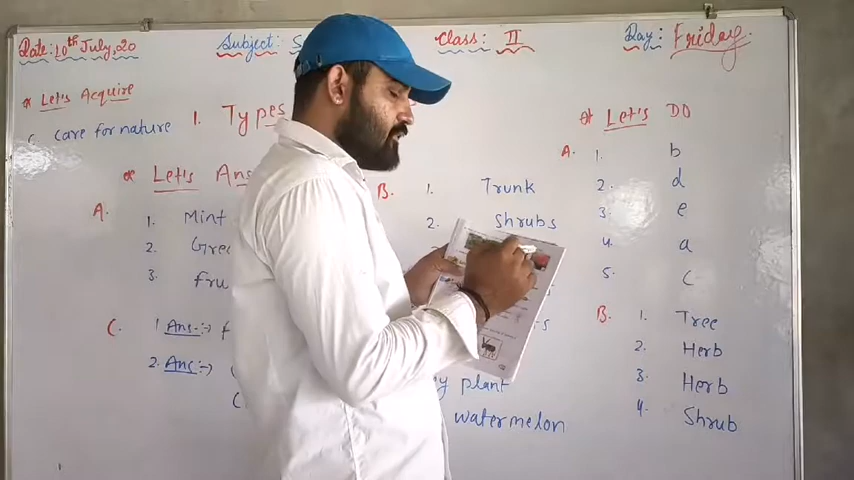 Date: 10th July, 20 Subject: S Class: II Day: Friday
* Let's Acquire
care for nature 1. Types
* Let's Do
A. 1. b
2. d
3. e
4. a
5. c
* Let's Ans
A. 1. Mint
2. Gree
3. fru
B. 1. Trunk
2. Shrubs
C. 1 Ans:-
2. Ans:-
plant
watermelon
B. 1. Tree
2. Herb
3. Herb
4. Shrub